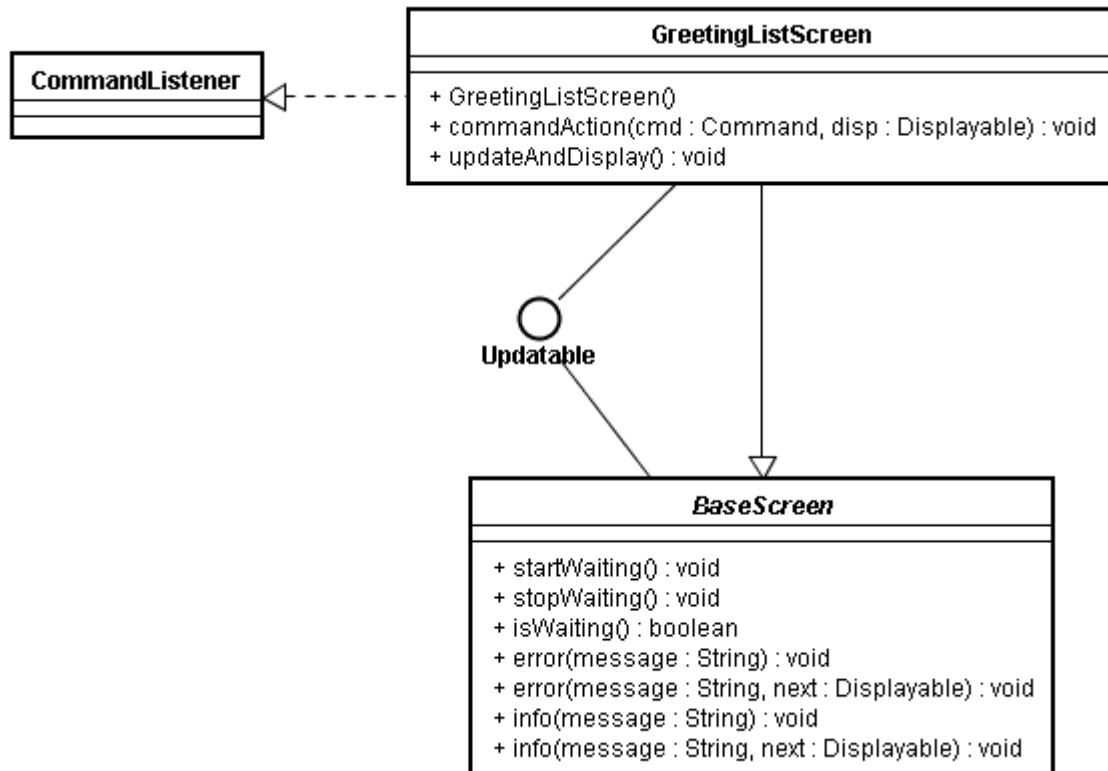 GreetingListScreen
CommandListener
+ GreetingListScreen()
+ commandAction(cmd : Command, disp : Displayable) : void
+ updateAndDisplay() : void
Updatable
BaseScreen
+ startWaiting() : void
+ stopWaiting() : void
+ isWaiting() : boolean
+ error(message : String) : void
+ error(message : String, next : Displayable) : void
+ info(message : String) : void
+ info(message : String, next : Displayable) : void